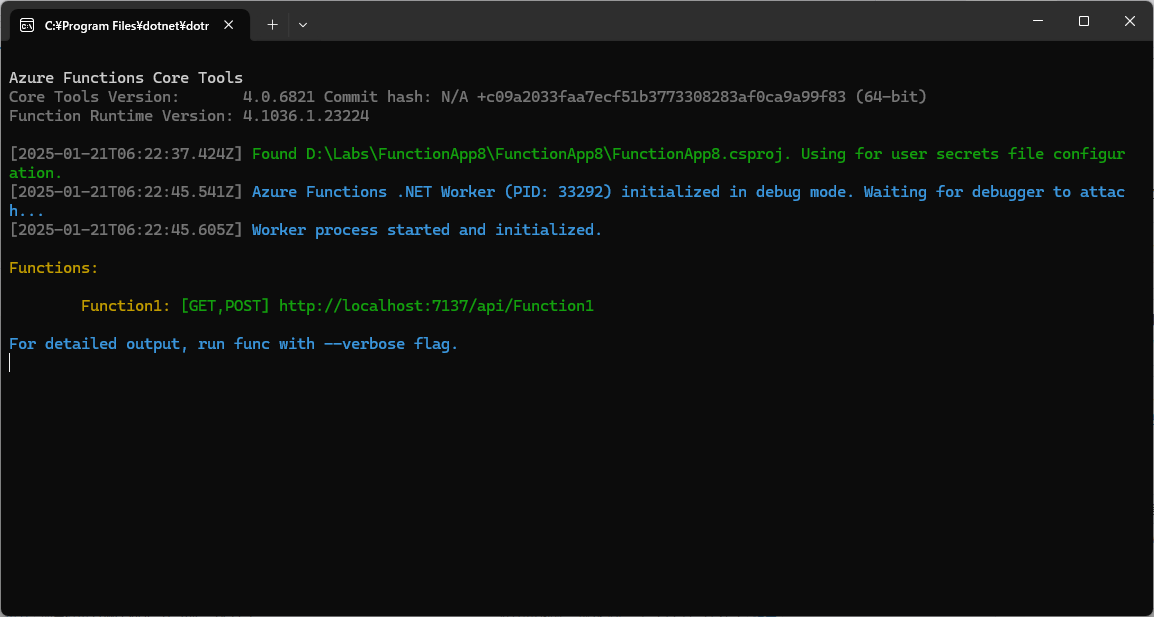 C:¥Program Files¥dotnet¥dotr
Azure Functions Core Tools
Core Tools Version:       4.0.6821 Commit hash: N/A +c09a2033faa7ecf51b3773308283af0ca9a99f83 (64-bit)
Function Runtime Version: 4.1036.1.23224
[2025-01-21T06:22:37.424Z] Found D:\Labs\FunctionApp8\FunctionApp8\FunctionApp8.csproj. Using for user secrets file configur
ation.
[2025-01-21T06:22:45.541Z] Azure Functions .NET Worker (PID: 33292) initialized in debug mode. Waiting for debugger to attac
h...
[2025-01-21T06:22:45.605Z] Worker process started and initialized.
Functions:
Function1: [GET,POST] http://localhost:7137/api/Function1
For detailed output, run func with --verbose flag.